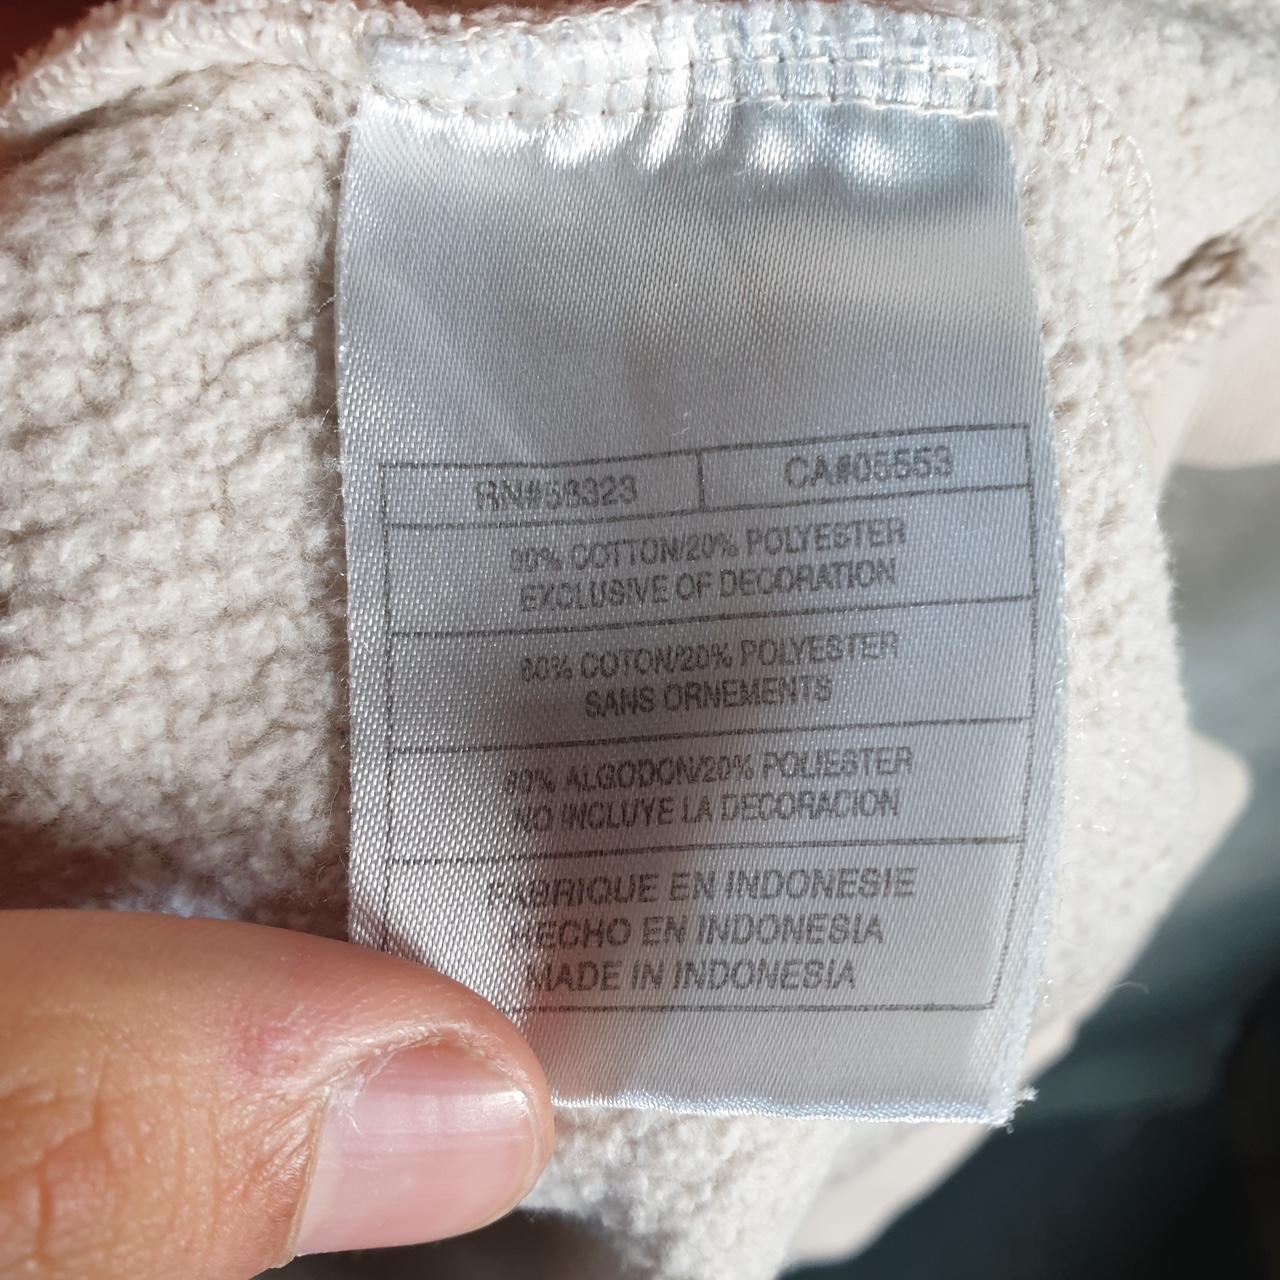 RN#56323 CA#05553
80% COTTON/20% POLYESTER
EXCLUSIVE OF DECORATION
80% COTON/20% POLYESTER
SANS ORNEMENTS
80% ALGODON/20% POLIESTER
NO INCLUYE LA DECORACION
FABRIQUE EN INDONESIE
HECHO EN INDONESIA
MADE IN INDONESIA